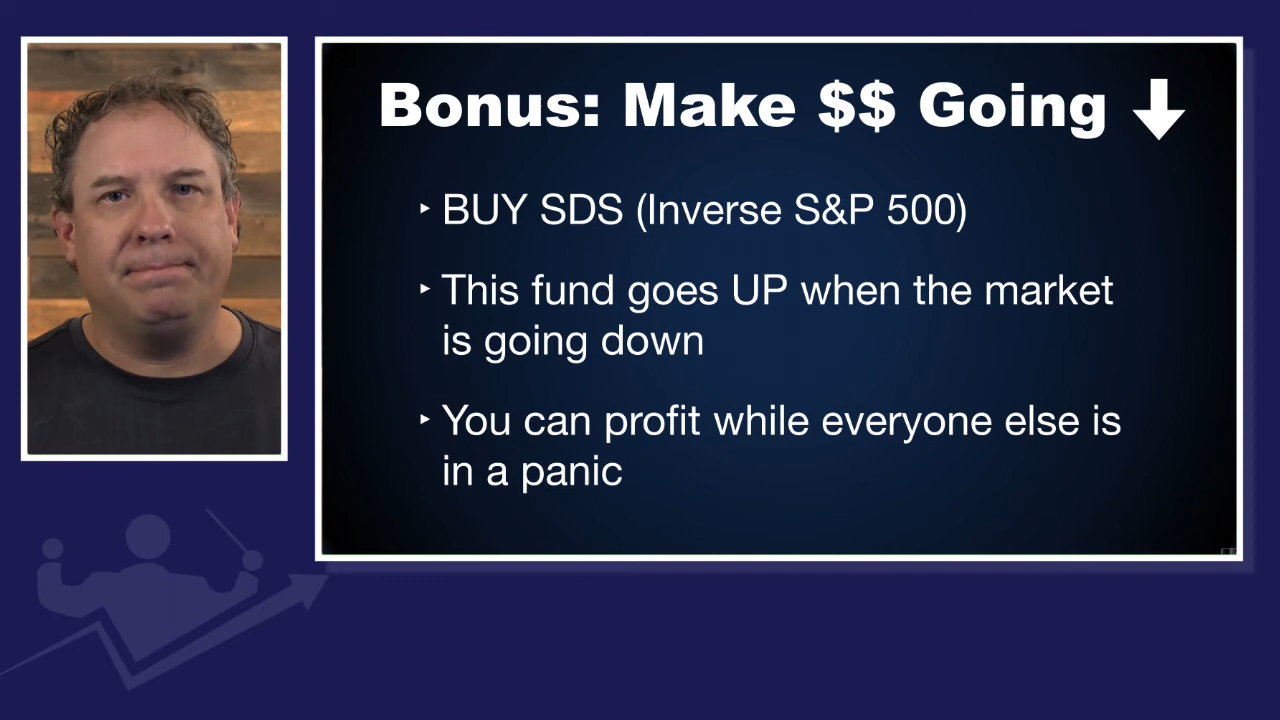 Bonus: Make $$ Going
‣ BUY SDS (Inverse S&P 500)
‣ This fund goes UP when the market
is going down
‣ You can profit while everyone else is
in a panic